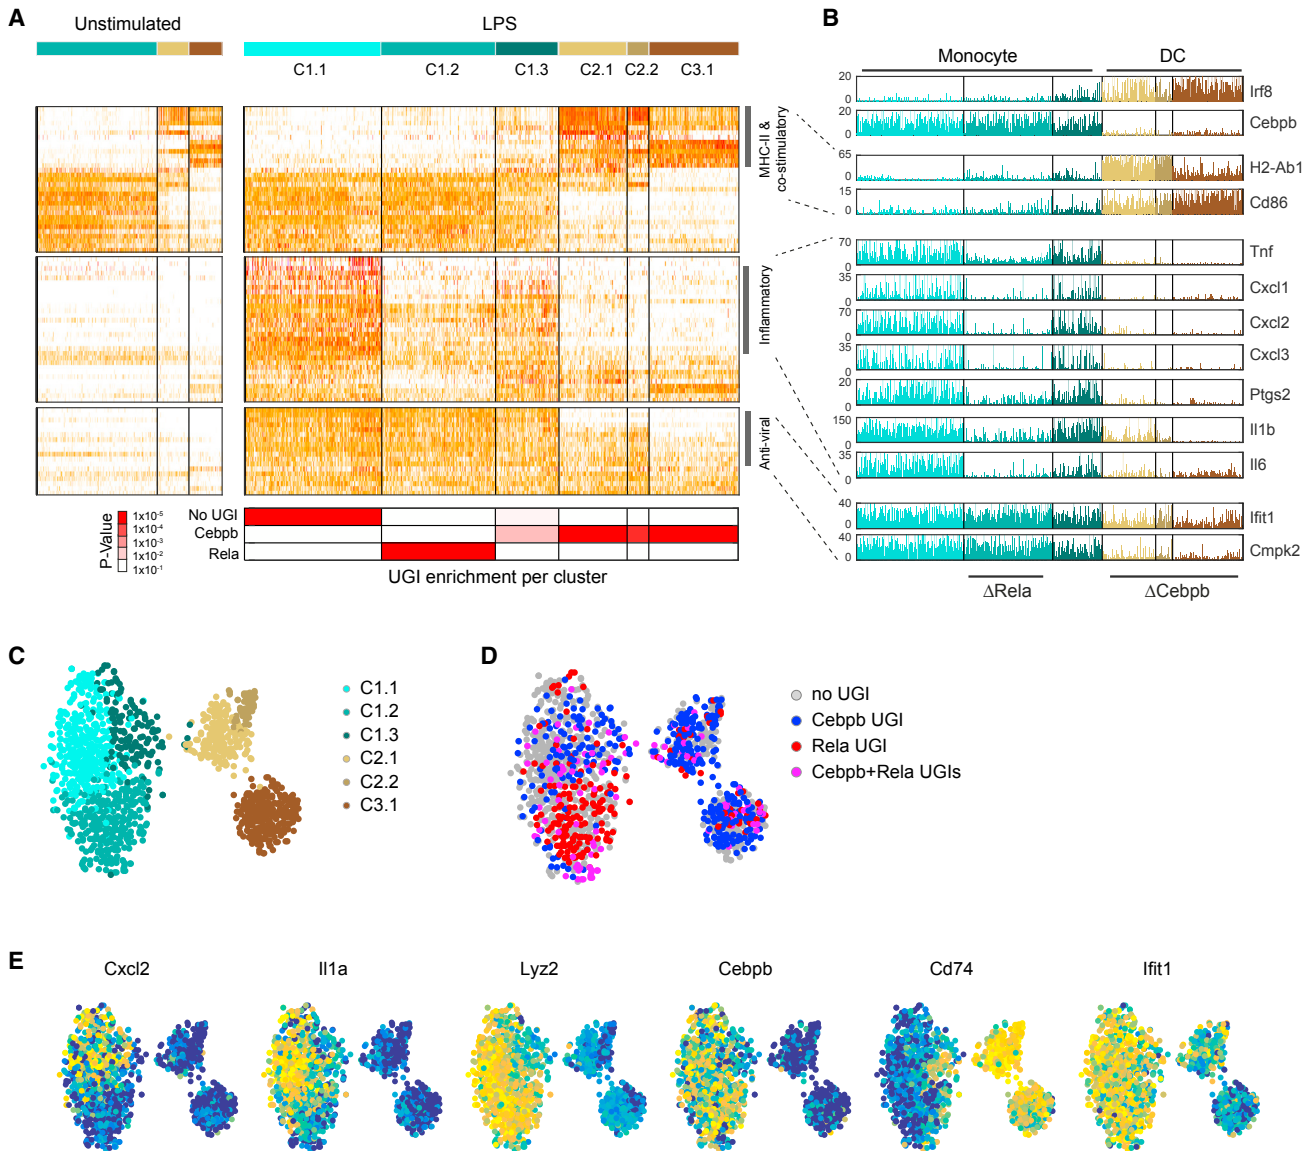 A
Unstimulated
LPS
C1.1 C1.2 C1.3 C2.1 C2.2 C3.1
MHC-II &
co-stimulatory
Inflammatory
Anti-viral
P-Value
1x10-5
1x10-4
1x10-3
1x10-2
1x10-1
No UGI
Cebpb
Rela
UGI enrichment per cluster
B
Monocyte DC
20 0 Irf8
20 0 Cebpb
65 0 H2-Ab1
15 0 Cd86
70 0 Tnf
35 0 Cxcl1
70 0 Cxcl2
35 0 Cxcl3
20 0 Ptgs2
150 0 Il1b
35 0 Il6
40 0 Ifit1
40 0 Cmpk2
ΔRela ΔCebpb
C
C1.1
C1.2
C1.3
C2.1
C2.2
C3.1
D
no UGI
Cebpb UGI
Rela UGI
Cebpb+Rela UGIs
E
Cxcl2 Il1a Lyz2 Cebpb Cd74 Ifit1